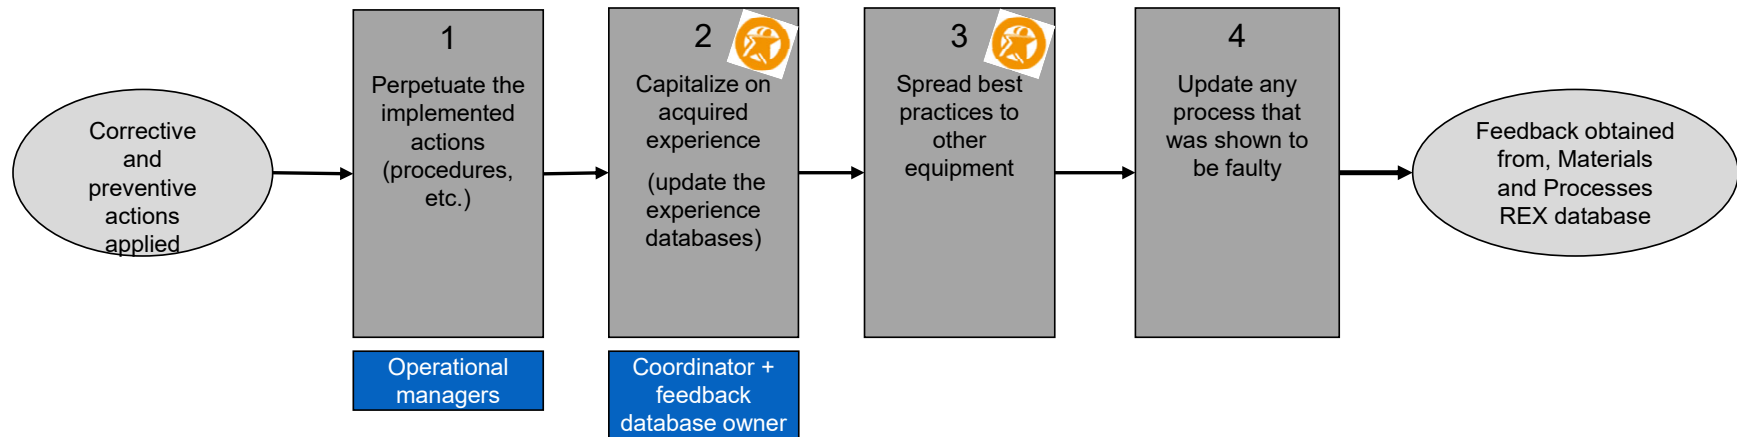 Corrective
and
preventive
actions
applied
1
Perpetuate the
implemented
actions
(procedures,
etc.)
Operational
managers
2
Capitalize on
acquired
experience
(update the
experience
databases)
Coordinator +
feedback
database owner
3
Spread best
practices to
other
equipment
4
Update any
process that
was shown to
be faulty
Feedback obtained
from, Materials
and Processes
REX database